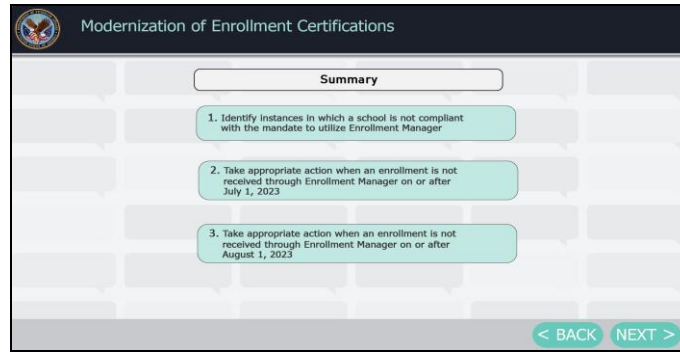 Modernization of Enrollment Certifications
Summary
1. Identify instances in which a school is not compliant
with the mandate to utilize Enrollment Manager
2. Take appropriate action when an enrollment is not
received through Enrollment Manager on or after
July 1, 2023
3. Take appropriate action when an enrollment is not
received through Enrollment Manager on or after
August 1, 2023
< BACK NEXT >